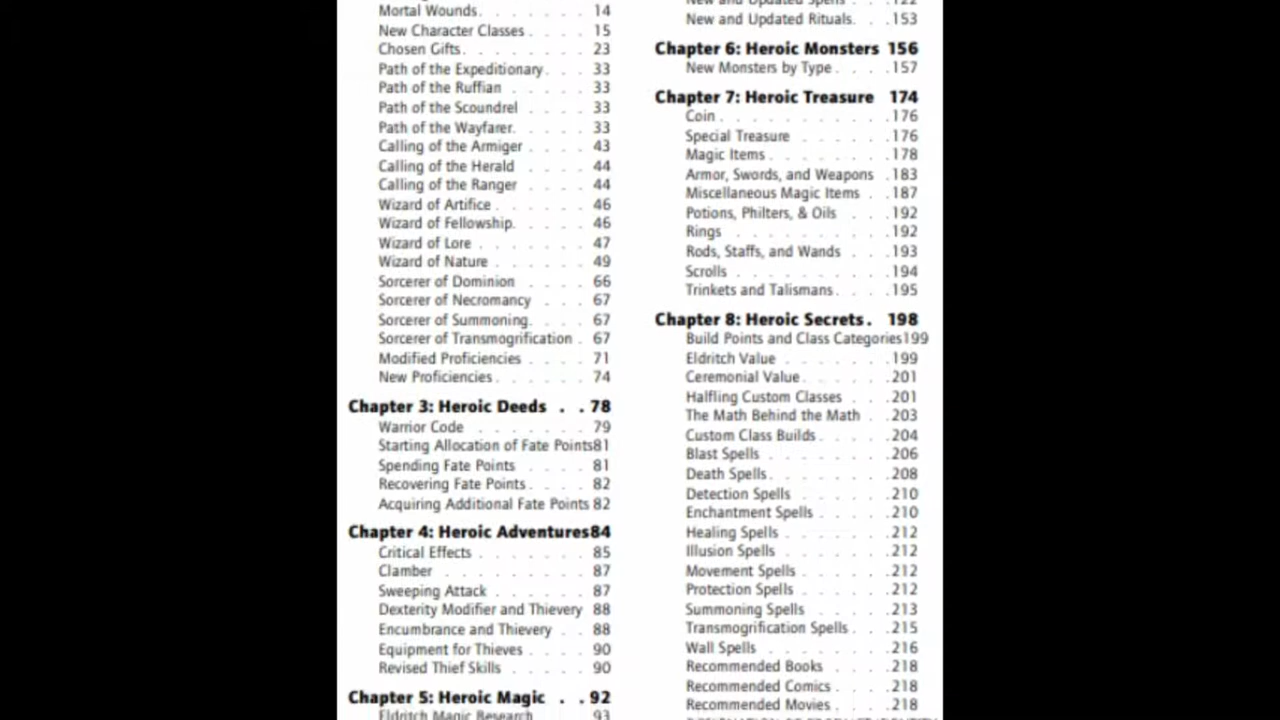 Mortal Wounds. . . . . . . 14
New Character Classes . . . . 15
Chosen Gifts. . . . . . . . 23
Path of the Expeditionary. . . 33
Path of the Ruffian . . . . . 33
Path of the Scoundrel . . . . 33
Path of the Wayfarer. . . . . 33
Calling of the Armiger . . . . 43
Calling of the Herald . . . . 44
Calling of the Ranger . . . . 44
Wizard of Artifice . . . . . . 46
Wizard of Fellowship. . . . . 46
Wizard of Lore . . . . . . . 47
Wizard of Nature . . . . . . 49
Sorcerer of Dominion . . . . 66
Sorcerer of Necromancy . . . 67
Sorcerer of Summoning. . . . 67
Sorcerer of Transmogrification . 67
Modified Proficiencies . . . . 71
New Proficiencies . . . . . . 74
Chapter 3: Heroic Deeds . . 78
Warrior Code . . . . . . . 79
Starting Allocation of Fate Points81
Spending Fate Points . . . . 81
Recovering Fate Points . . . . 82
Acquiring Additional Fate Points 82
Chapter 4: Heroic Adventures84
Critical Effects . . . . . . . 85
Clamber . . . . . . . . . 87
Sweeping Attack . . . . . . 87
Dexterity Modifier and Thievery 88
Encumbrance and Thievery . . 88
Equipment for Thieves . . . . 90
Revised Thief Skills . . . . . 90
Chapter 5: Heroic Magic . . 92
Eldritch Magic Research 93
New and Updated Spells . . .122
New and Updated Rituals. . .153
Chapter 6: Heroic Monsters 156
New Monsters by Type . . . .157
Chapter 7: Heroic Treasure 174
Coin . . . . . . . . . . .176
Special Treasure . . . . . .176
Magic Items . . . . . . . .178
Armor, Swords, and Weapons .183
Miscellaneous Magic Items . .187
Potions, Philters, & Oils . . .192
Rings . . . . . . . . . .192
Rods, Staffs, and Wands . . .193
Scrolls . . . . . . . . . .194
Trinkets and Talismans. . . .195
Chapter 8: Heroic Secrets . 198
Build Points and Class Categories199
Eldritch Value . . . . . . .199
Ceremonial Value. . . . . .201
Halfling Custom Classes . . .201
The Math Behind the Math . .203
Custom Class Builds . . . . .204
Blast Spells . . . . . . . .206
Death Spells . . . . . . . .208
Detection Spells . . . . . .210
Enchantment Spells . . . . .210
Healing Spells . . . . . . .212
Illusion Spells . . . . . . .212
Movement Spells . . . . . .212
Protection Spells . . . . . .212
Summoning Spells . . . . .213
Transmogrification Spells . . .215
Wall Spells . . . . . . . .216
Recommended Books . . . .218
Recommended Comics . . . .218
Recommended Movies . . . .218